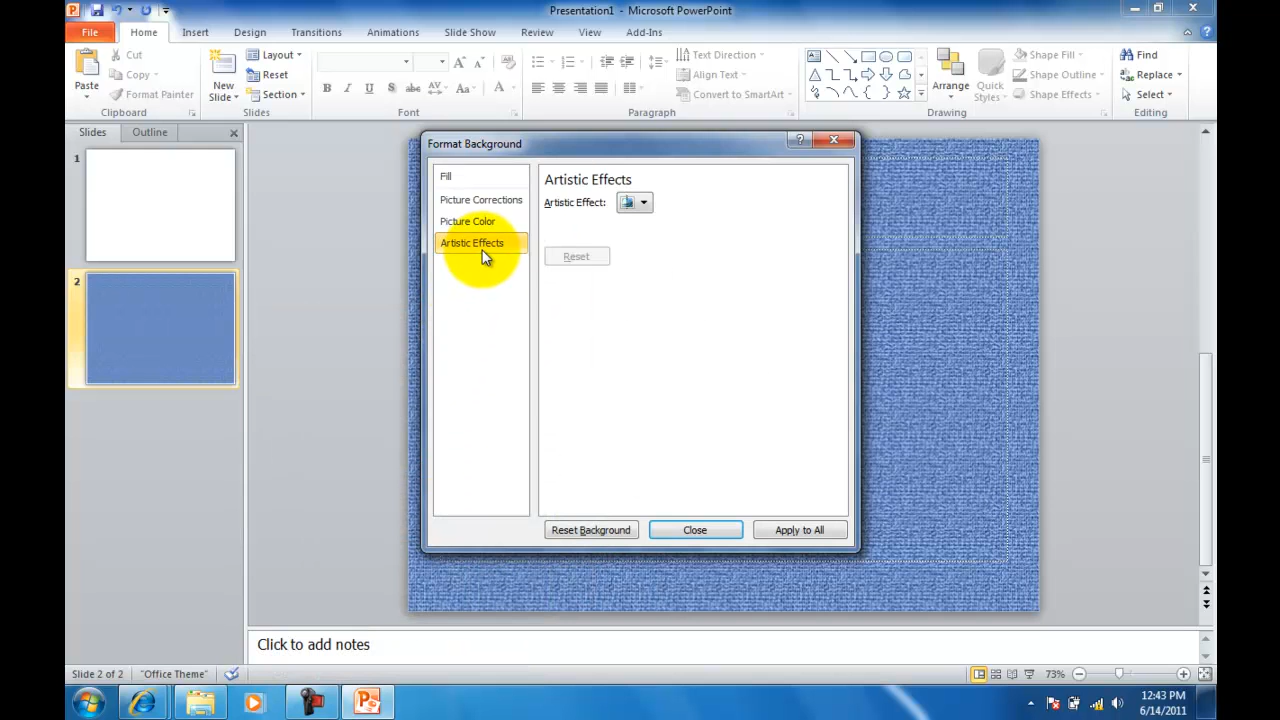 Presentation1 - Microsoft PowerPoint
File Home Insert Design Transitions Animations Slide Show Review View Add-Ins
Paste
Cut
Copy
Format Painter
Clipboard
New
Slide
Layout
Reset
Section
Slides
Font
Text Direction
Align Text
Convert to SmartArt
Paragraph
Arrange
Quick
Styles
Shape Fill
Shape Outline
Shape Effects
Drawing
Find
Replace
Select
Editing
Slides Outline
1
2
Format Background
Fill
Picture Corrections
Picture Color
Artistic Effects
Artistic Effects
Artistic Effect:
Reset
Reset Background Close Apply to All
Click to add notes
Slide 2 of 2 "Office Theme" 73%
12:43 PM
6/14/2011